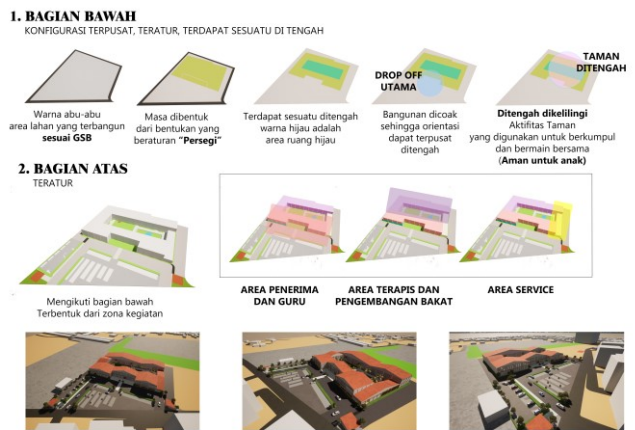 1. BAGIAN BAWAH
KONFIGURASI TERPUSAT, TERATUR, TERDAPAT SESUATU DI TENGAH
Warna abu-abu
area lahan yang terbangun
sesuai GSB
Masa dibentuk
dari bentukan yang
beraturan "Persegi"
Terdapat sesuatu ditengah
warna hijau adalah
area ruang hijau
DROP OFF
UTAMA
Bangunan dicoak
sehingga orientasi
dapat terpusat
ditengah
TAMAN
DITENGAH
Ditengah dikelilingi
Aktifitas Taman
yang digunakan untuk berkumpul
dan bermain bersama
(Aman untuk anak)
2. BAGIAN ATAS
TERATUR
Mengikuti bagian bawah
Terbentuk dari zona kegiatan
AREA PENERIMA
DAN GURU
AREA TERAPIS DAN
PENGEMBANGAN BAKAT
AREA SERVICE